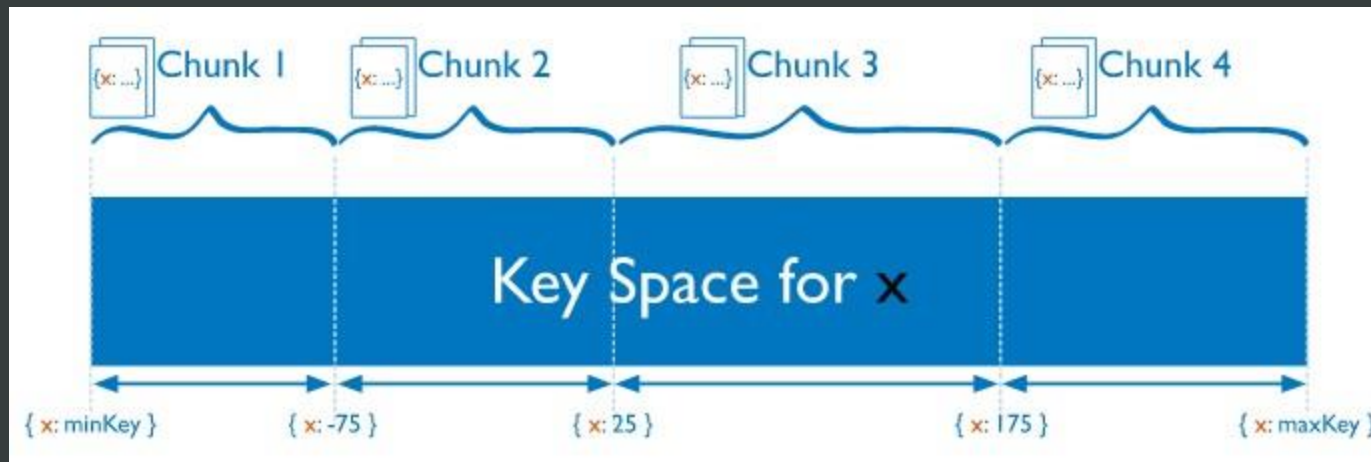 {x: ...} Chunk 1 {x: ...} Chunk 2 {x: ...} Chunk 3 {x: ...} Chunk 4
Key Space for x
{ x: minKey } { x: -75 } { x: 25 } { x: 175 } { x: maxKey }